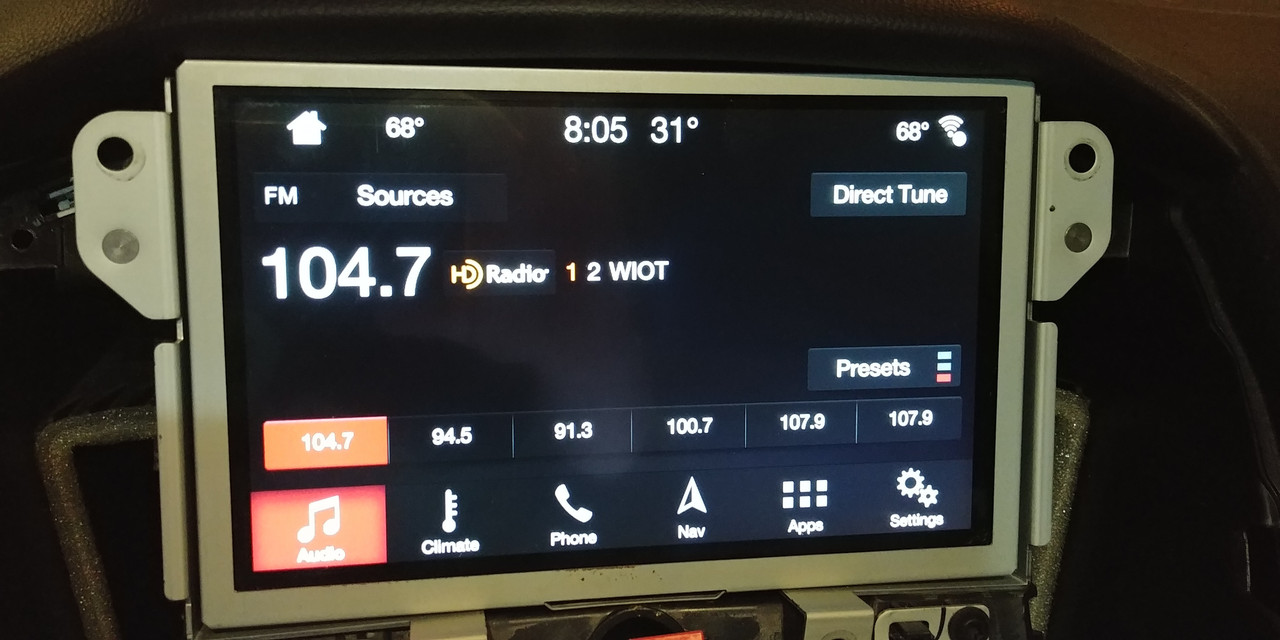 68° 8:05 31° 68°
FM Sources Direct Tune
104.7 HD Radio 1 2 WIOT
Presets
104.7 94.5 91.3 100.7 107.9 107.9
Audio Climate Phone Nav Apps Settings